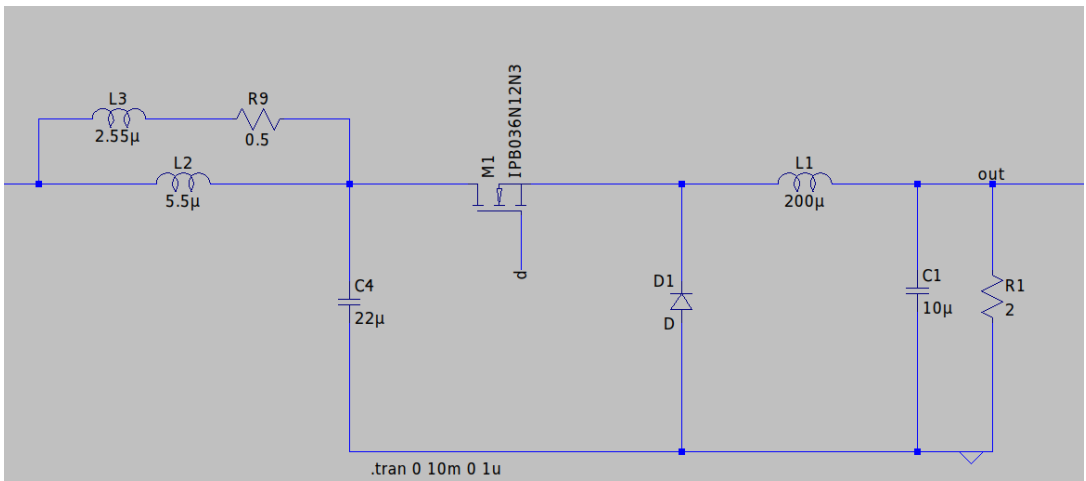 L3
2.55µ
R9
0.5
L2
5.5µ
M1
IPB036N12N3
d
C4
22µ
D1
D
L1
200µ
out
C1
10µ
R1
2
.tran 0 10m 0 1u